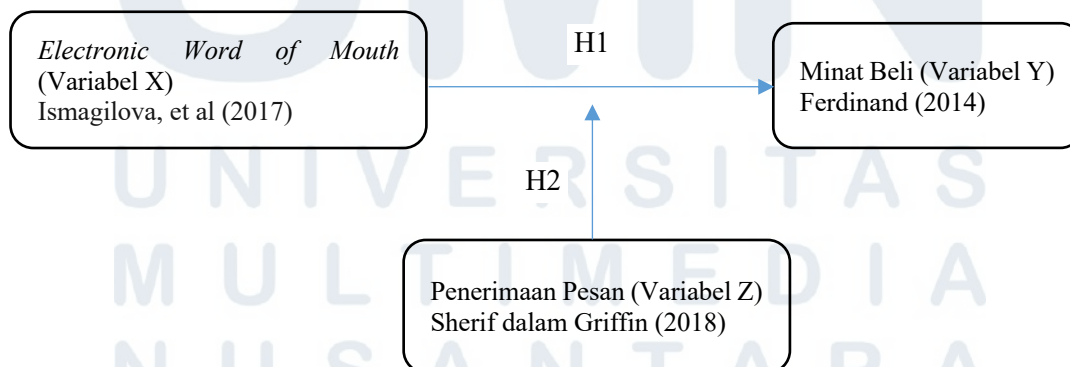 Electronic Word of Mouth
(Variabel X)
Ismagilova, et al (2017)
H1
Minat Beli (Variabel Y)
Ferdinand (2014)
H2
Penerimaan Pesan (Variabel Z)
Sherif dalam Griffin (2018)
UNIVERSITAS
MULTIMEDIA
NUSANTARA